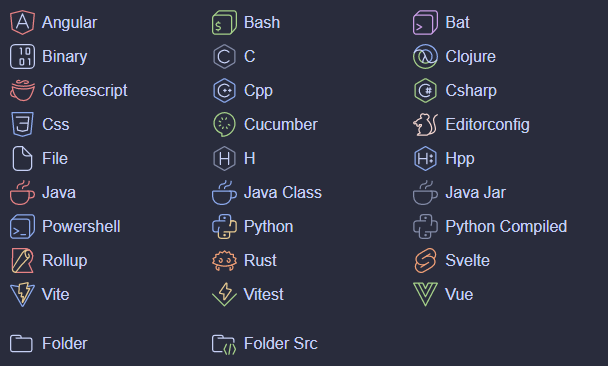 Angular Bash Bat
Binary C Clojure
Coffeescript Cpp Csharp
Css Cucumber Editorconfig
File H Hpp
Java Java Class Java Jar
Powershell Python Python Compiled
Rollup Rust Svelte
Vite Vitest Vue
Folder Folder Src